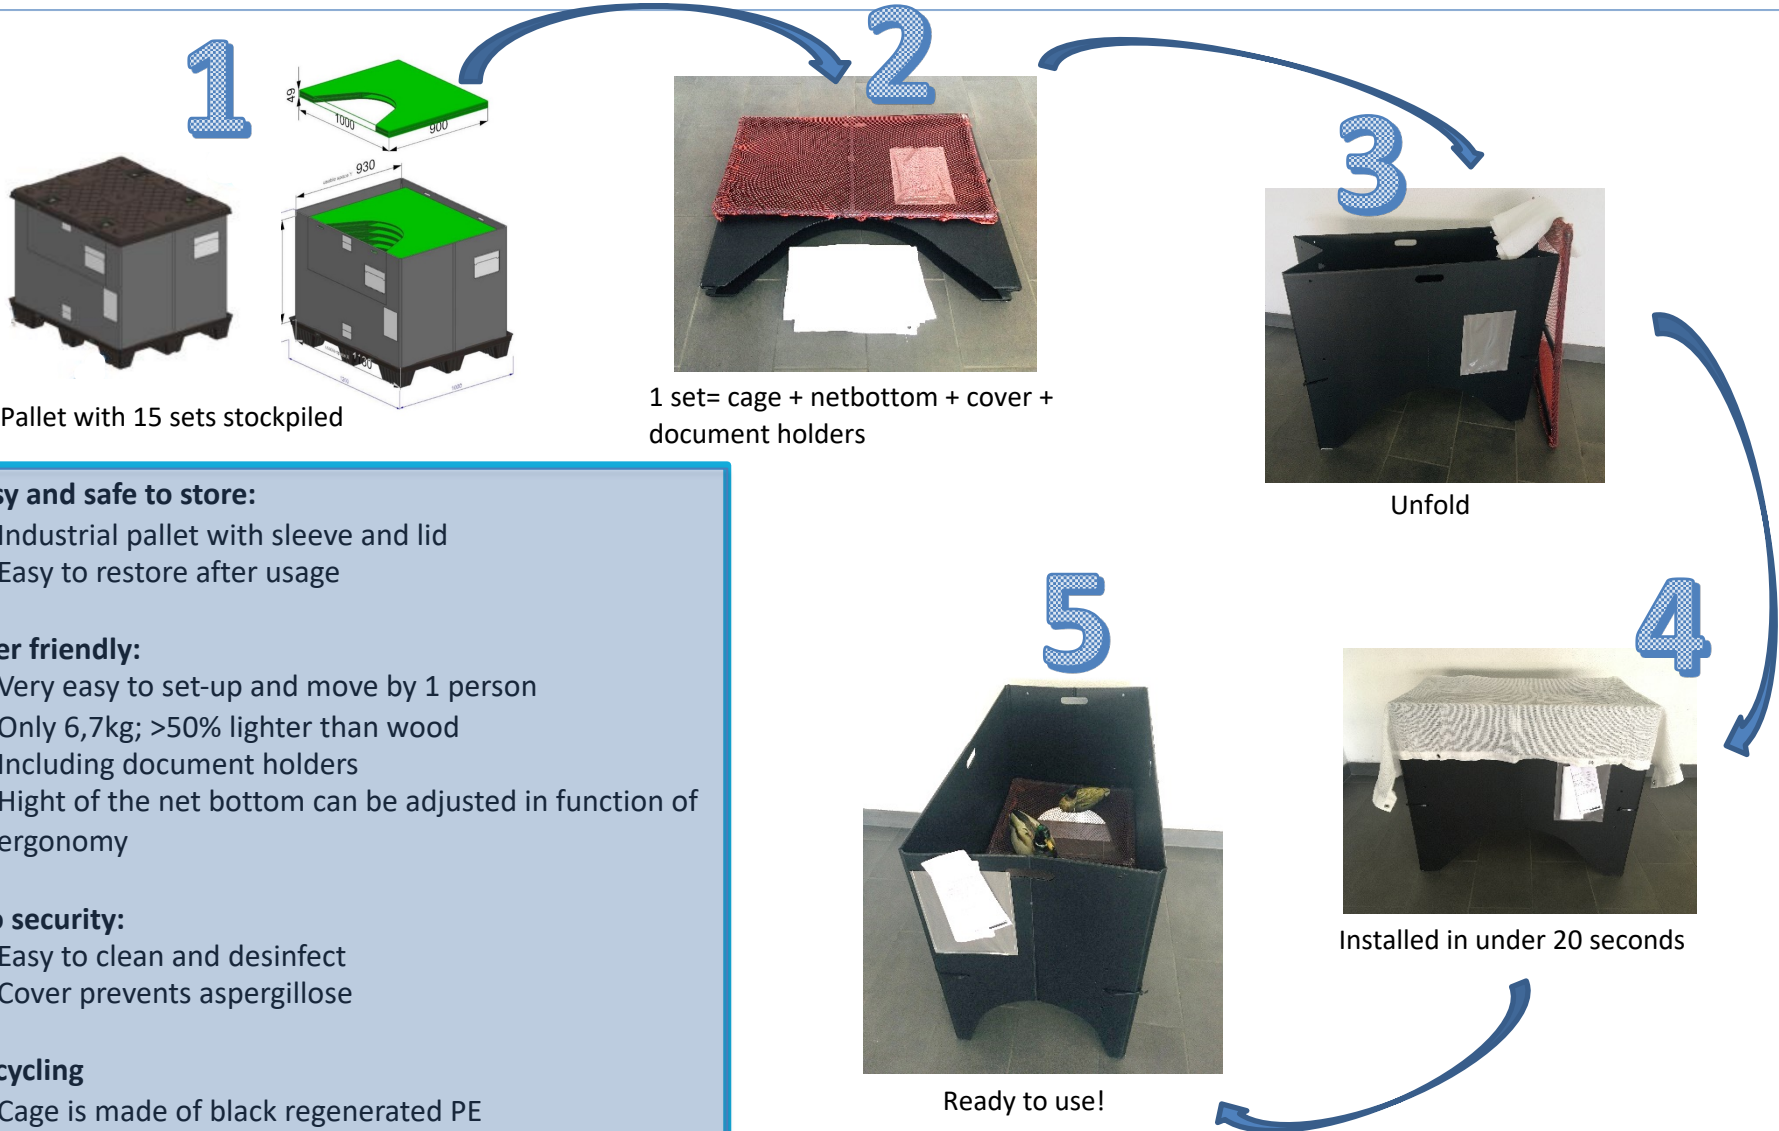 1
2
3
49
1000
900
930
1100
Pallet with 15 sets stockpiled
1 set= cage + netbottom + cover +
document holders
Unfold
sy and safe to store:
Industrial pallet with sleeve and lid
Easy to restore after usage
er friendly:
Very easy to set-up and move by 1 person
Only 6,7kg; >50% lighter than wood
Including document holders
Hight of the net bottom can be adjusted in function of
ergonomy
security:
Easy to clean and desinfect
Cover prevents aspergillose
cycling
Cage is made of black regenerated PE
5
4
Installed in under 20 seconds
Ready to use!